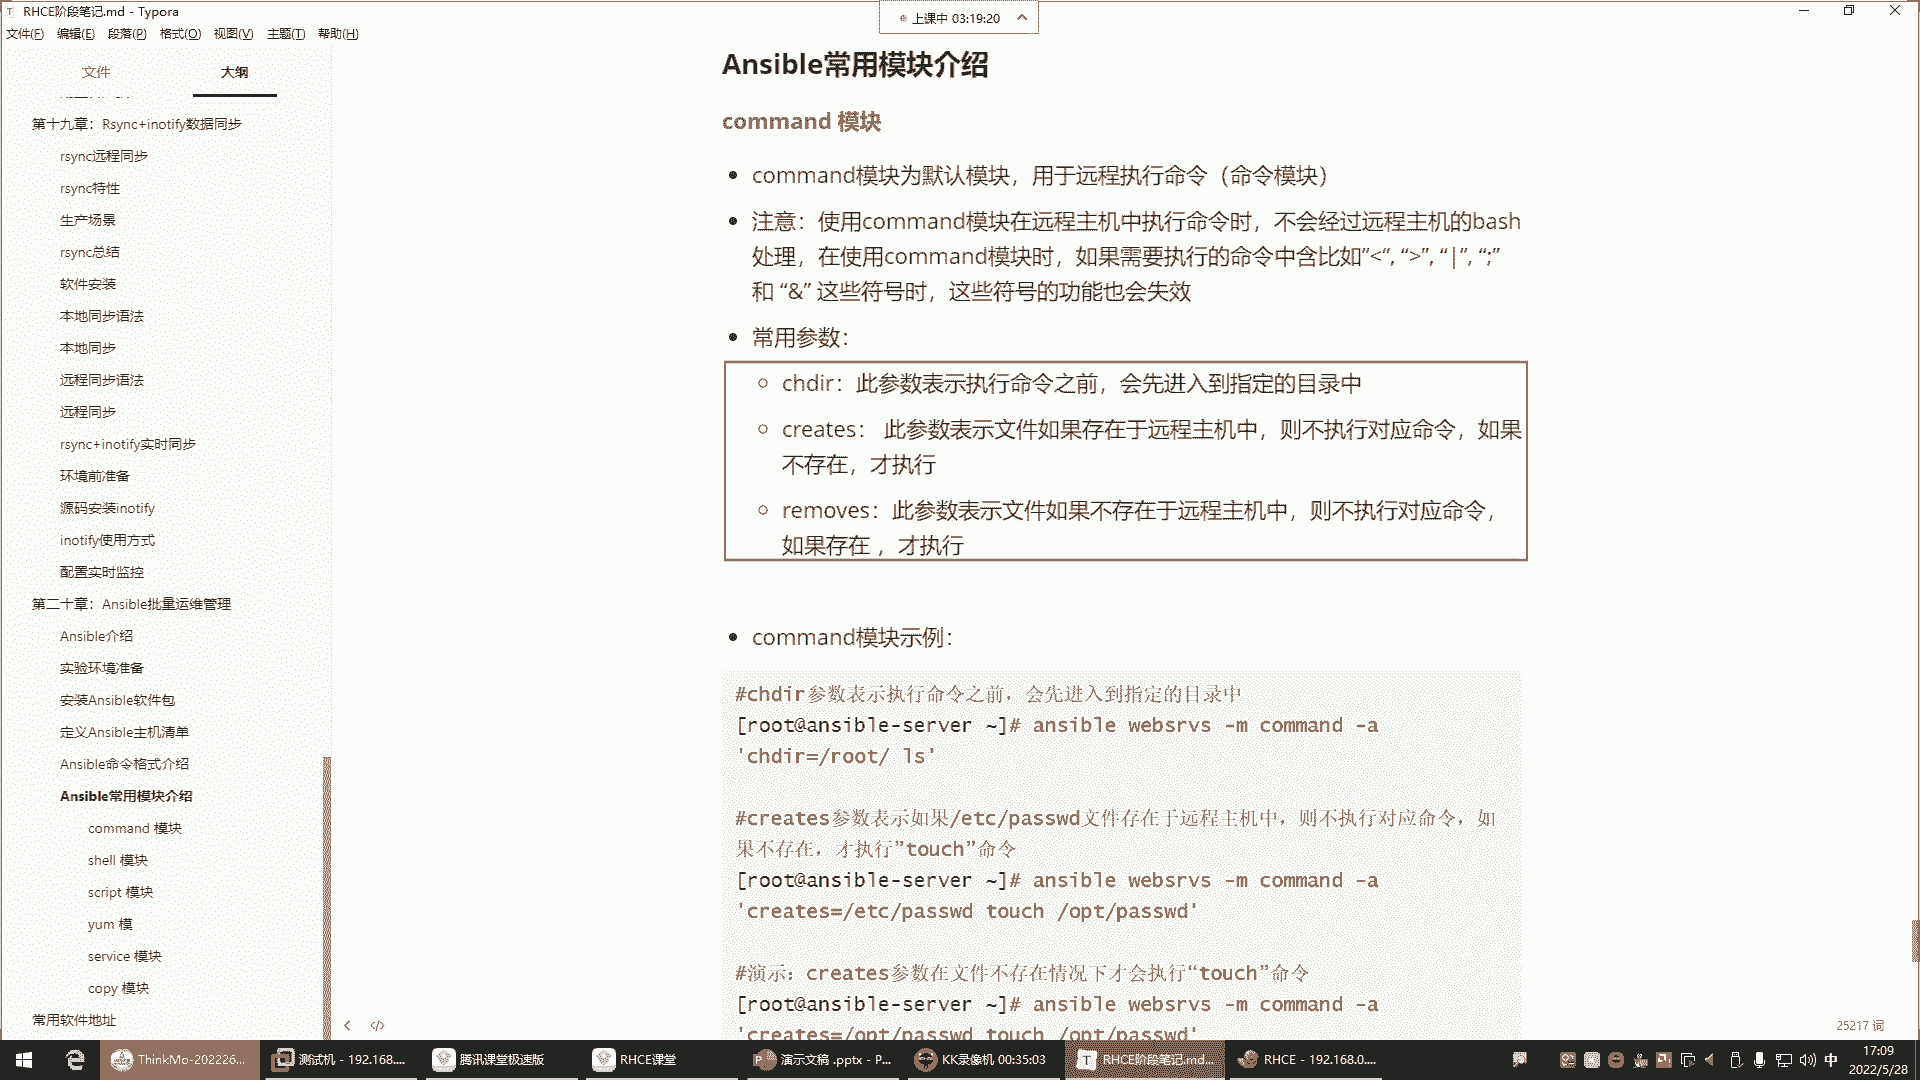 RHCE阶段笔记.md - Typora
上课中 03:19:20
文件(F) 编辑(E) 段落(P) 格式(O) 视图(V) 主题(T) 帮助(H)
文件 大纲
第十九章：Rsync+inotify数据同步
rsync远程同步
rsync特性
生产场景
rsync总结
软件安装
本地同步语法
本地同步
远程同步语法
远程同步
rsync+inotify实时同步
环境前准备
源码安装inotify
inotify使用方式
配置实时监控
第二十章：Ansible批量运维管理
Ansible介绍
实验环境准备
安装Ansible软件包
定义Ansible主机清单
Ansible命令格式介绍
Ansible常用模块介绍
command 模块
shell 模块
script 模块
yum 模
service 模块
copy 模块
常用软件地址
Ansible常用模块介绍
command 模块
command模块为默认模块，用于远程执行命令（命令模块）
注意：使用command模块在远程主机中执行命令时，不会经过远程主机的bash
处理，在使用command模块时，如果需要执行的命令中含比如”<“, “>”, “|”, “;”
和 “&” 这些符号时，这些符号的功能也会失效
常用参数：
chdir：此参数表示执行命令之前，会先进入到指定的目录中
creates： 此参数表示文件如果存在于远程主机中，则不执行对应命令，如果
不存在，才执行
removes：此参数表示文件如果不存在于远程主机中，则不执行对应命令，
如果存在 ，才执行
command模块示例：
#chdir参数表示执行命令之前，会先进入到指定的目录中
[root@ansible-server ~]# ansible websrvs -m command -a
'chdir=/root/ ls'
#creates参数表示如果/etc/passwd文件存在于远程主机中，则不执行对应命令，如
果不存在，才执行”touch”命令
[root@ansible-server ~]# ansible websrvs -m command -a
'creates=/etc/passwd touch /opt/passwd'
#演示：creates参数在文件不存在情况下才会执行“touch”命令
[root@ansible-server ~]# ansible websrvs -m command -a
'creates=/opt/passwd touch /opt/passwd'
25217 词
ThinkMo-202226... 测试机 - 192.168.... 腾讯课堂极速版 RHCE课堂 演示文稿 .pptx - P... KK录像机 00:35:03 RHCE阶段笔记.md... RHCE - 192.168.0.... 中 17:09
2022/5/28